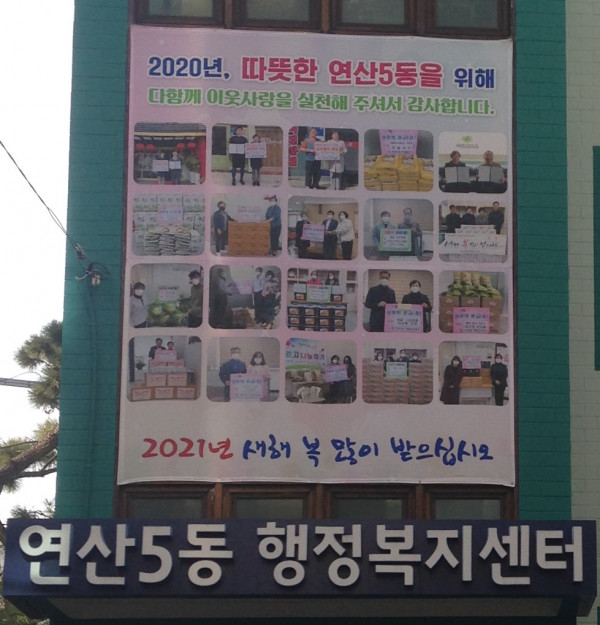 2020년, 따뜻한 연산5동을 위해
다함께 이웃사랑을 실천해 주셔서 감사합니다.
2021년 새해 복 많이 받으십시오
연산5동 행정복지센터